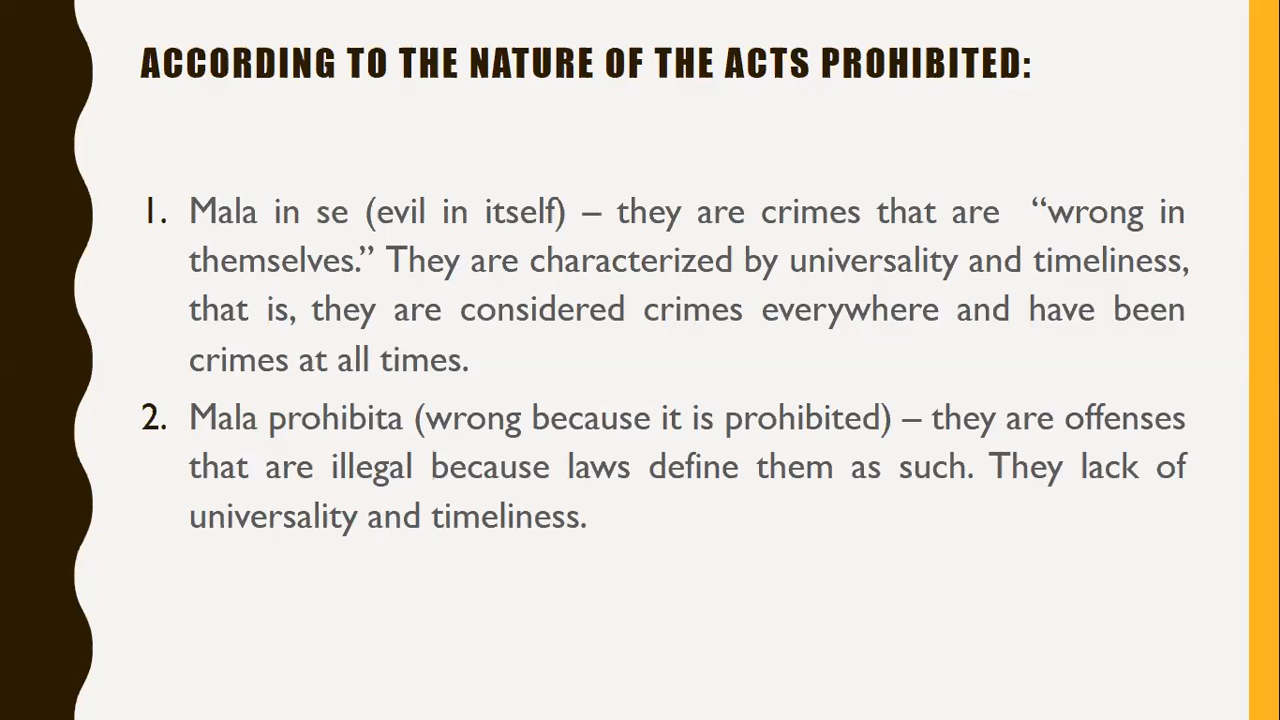 ACCORDING TO THE NATURE OF THE ACTS PROHIBITED:
1. Mala in se (evil in itself) – they are crimes that are “wrong in
themselves.” They are characterized by universality and timeliness,
that is, they are considered crimes everywhere and have been
crimes at all times.
2. Mala prohibita (wrong because it is prohibited) – they are offenses
that are illegal because laws define them as such. They lack of
universality and timeliness.